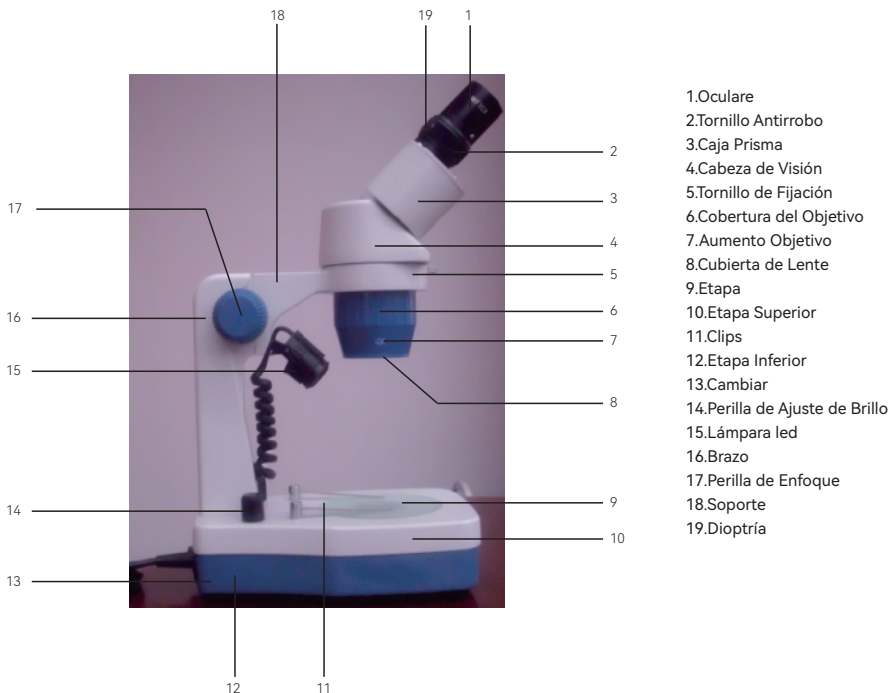 18
19
1
2
3
17
4
5
16
6
7
15
8
9
14
10
13
12
11
1.Oculare
2.Tornillo Antirrobo
3.Caja Prisma
4.Cabeza de Visión
5.Tornillo de Fijación
6.Cobertura del Objetivo
7.Aumento Objetivo
8.Cubierta de Lente
9.Etapa
10.Etapa Superior
11.Clips
12.Etapa Inferior
13.Cambiar
14.Perilla de Ajuste de Brillo
15.Lámpara led
16.Brazo
17.Perilla de Enfoque
18.Soporte
19.Dioptría